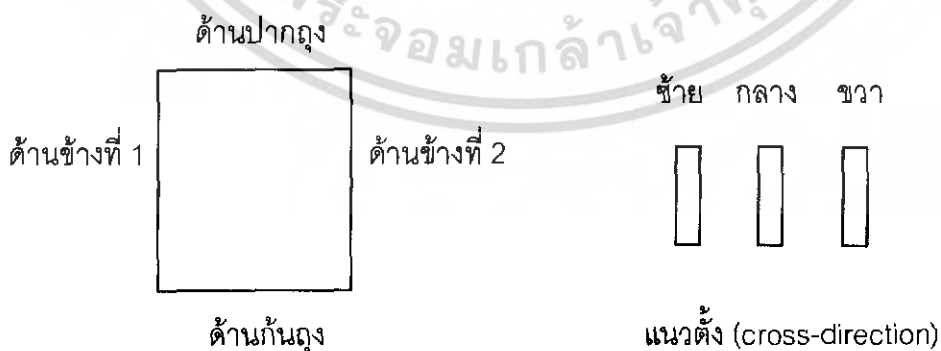 ด้านปากถุง
ซ้าย กลาง ขวา
ด้านข้างที่ 1 ด้านข้างที่ 2
ด้านก้นถุง
แนวตั้ง (cross-direction)